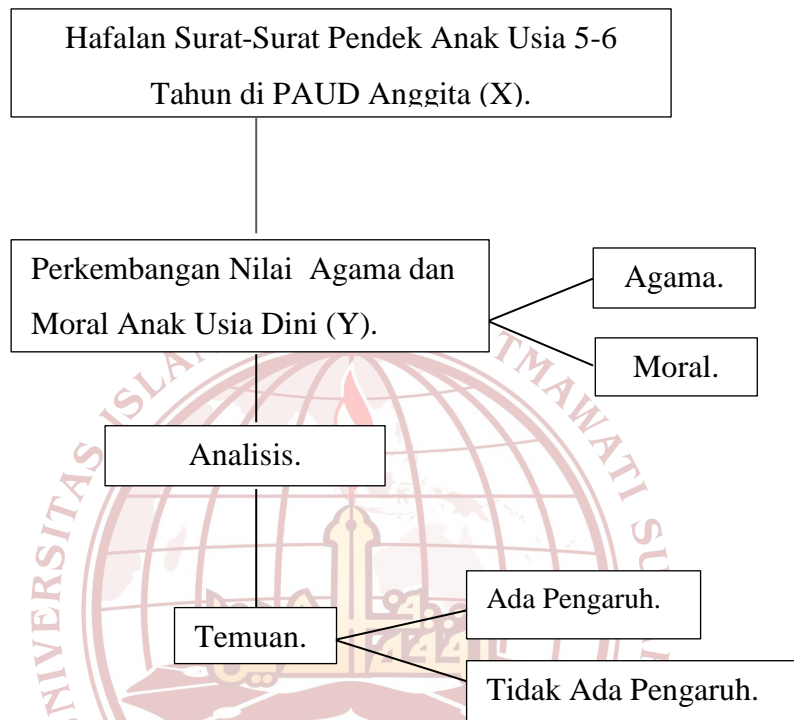 Hafalan Surat-Surat Pendek Anak Usia 5-6
Tahun di PAUD Anggita (X).
Perkembangan Nilai Agama dan
Moral Anak Usia Dini (Y).
Agama.
Moral.
Analisis.
Temuan.
Ada Pengaruh.
Tidak Ada Pengaruh.